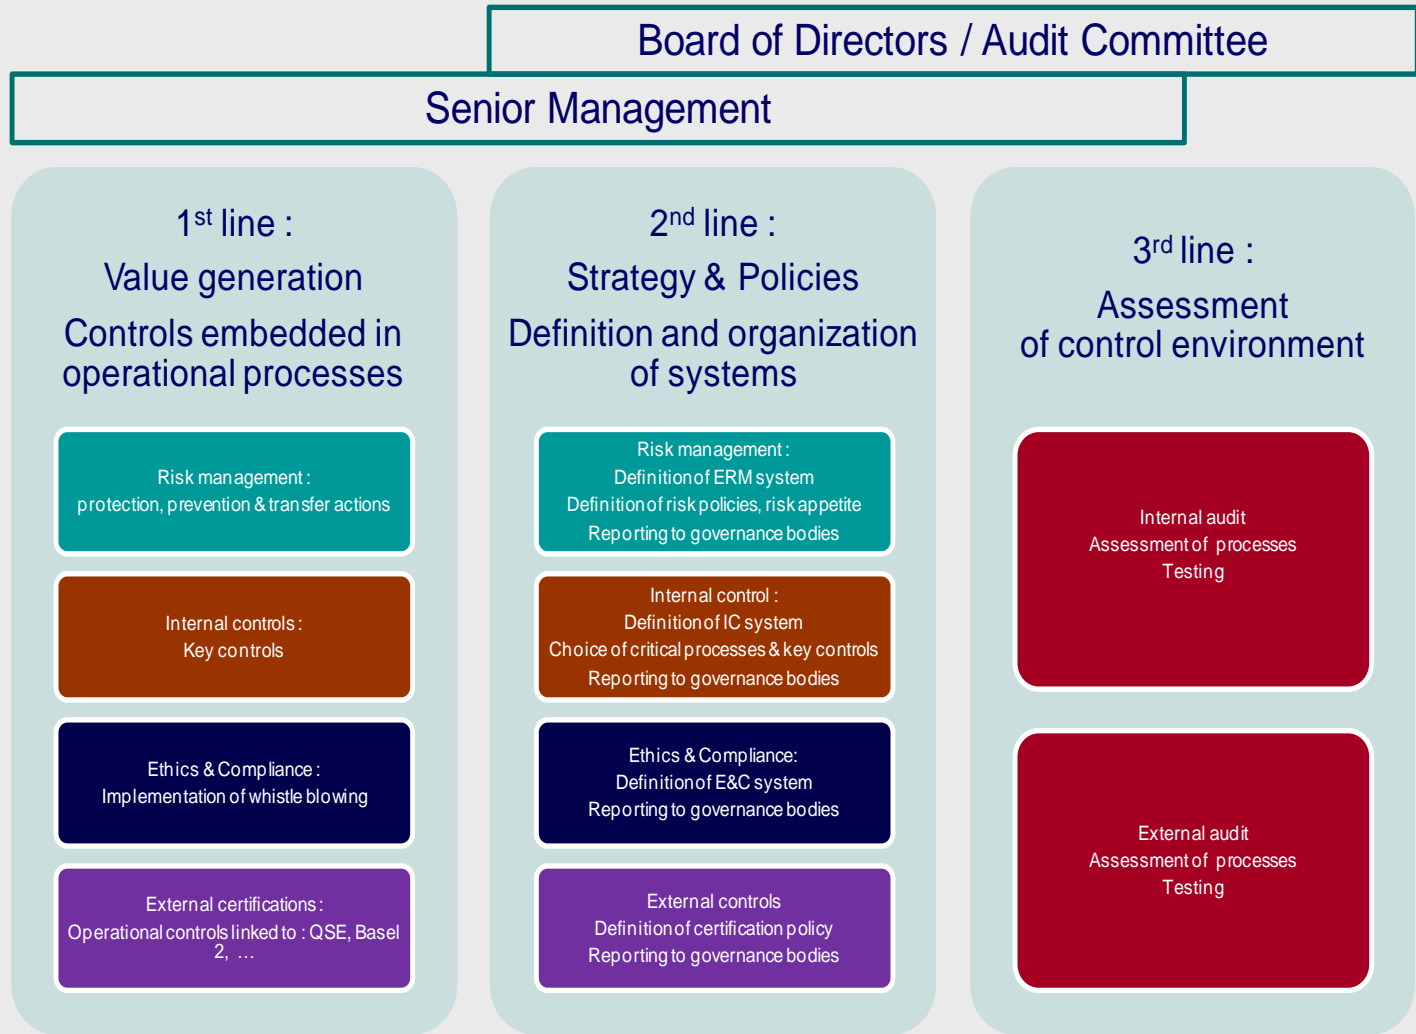 Board of Directors / Audit Committee
Senior Management
1st line :
Value generation
Controls embedded in
operational processes
Risk management :
protection, prevention & transfer actions
Internal controls :
Key controls
Ethics & Compliance :
Implementation of whistle blowing
External certifications :
Operational controls linked to : QSE, Basel
2, …
2nd line :
Strategy & Policies
Definition and organization
of systems
Risk management :
Definition of ERM system
Definition of risk policies, risk appetite
Reporting to governance bodies
Internal control :
Definition of IC system
Choice of critical processes & key controls
Reporting to governance bodies
Ethics & Compliance:
Definition of E&C system
Reporting to governance bodies
External controls
Definition of certification policy
Reporting to governance bodies
3rd line :
Assessment
of control environment
Internal audit
Assessment of processes
Testing
External audit
Assessment of processes
Testing